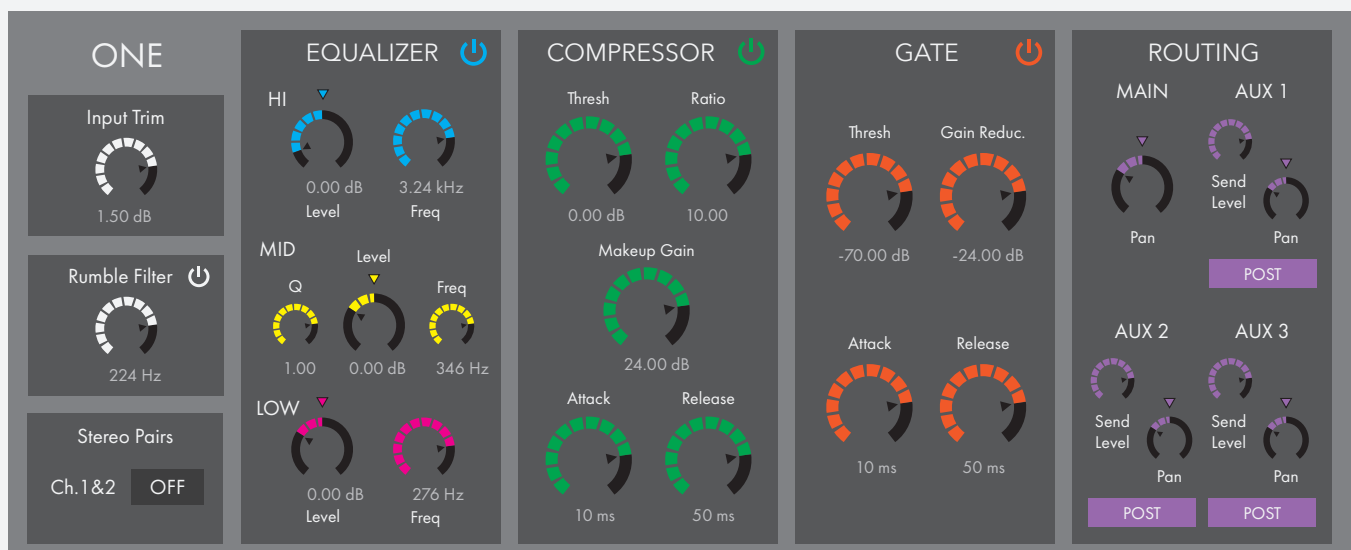 ONE
Input Trim
1.50 dB
Rumble Filter
224 Hz
Stereo Pairs
Ch.1&2 OFF
EQUALIZER
HI
0.00 dB 3.24 kHz
Level Freq
MID
Level
Q Freq
1.00 0.00 dB 346 Hz
LOW
0.00 dB 276 Hz
Level Freq
COMPRESSOR
Thresh Ratio
0.00 dB 10.00
Makeup Gain
24.00 dB
Attack Release
10 ms 50 ms
GATE
Thresh Gain Reduc.
-70.00 dB -24.00 dB
Attack Release
10 ms 50 ms
ROUTING
MAIN AUX 1
Send
Level
Pan Pan
POST
AUX 2 AUX 3
Send Send
Level Level
Pan Pan
POST POST